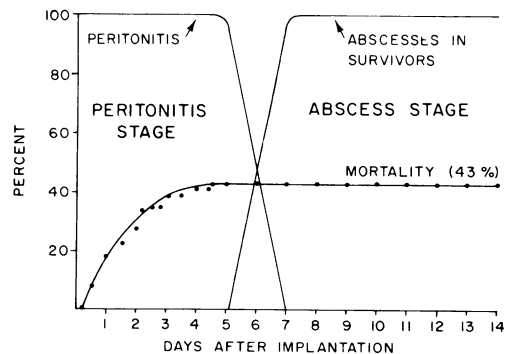 PERCENT
100
80
60
40
20
PERITONITIS
ABSCESSES IN
SURVIVORS
PERITONITIS
STAGE
ABSCESS STAGE
MORTALITY (43 %)
1 2 3 4 5 6 7 8 9 10 11 12 13 14
DAYS AFTER IMPLANTATION